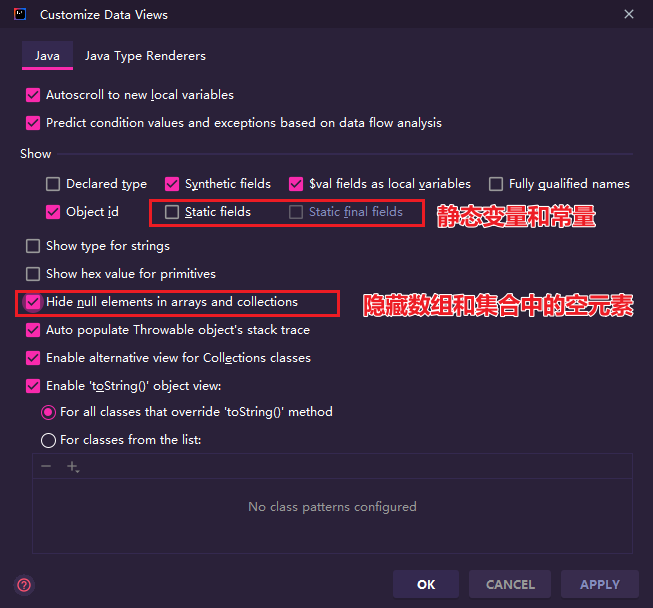 Customize Data Views
Java Java Type Renderers
Autoscroll to new local variables
Predict condition values and exceptions based on data flow analysis
Show
Declared type Synthetic fields $val fields as local variables Fully qualified names
Object id Static fields Static final fields 静态变量和常量
Show type for strings
Show hex value for primitives
Hide null elements in arrays and collections 隐藏数组和集合中的空元素
Auto populate Throwable object's stack trace
Enable alternative view for Collections classes
Enable 'toString()' object view:
For all classes that override 'toString()' method
For classes from the list:
No class patterns configured
OK CANCEL APPLY